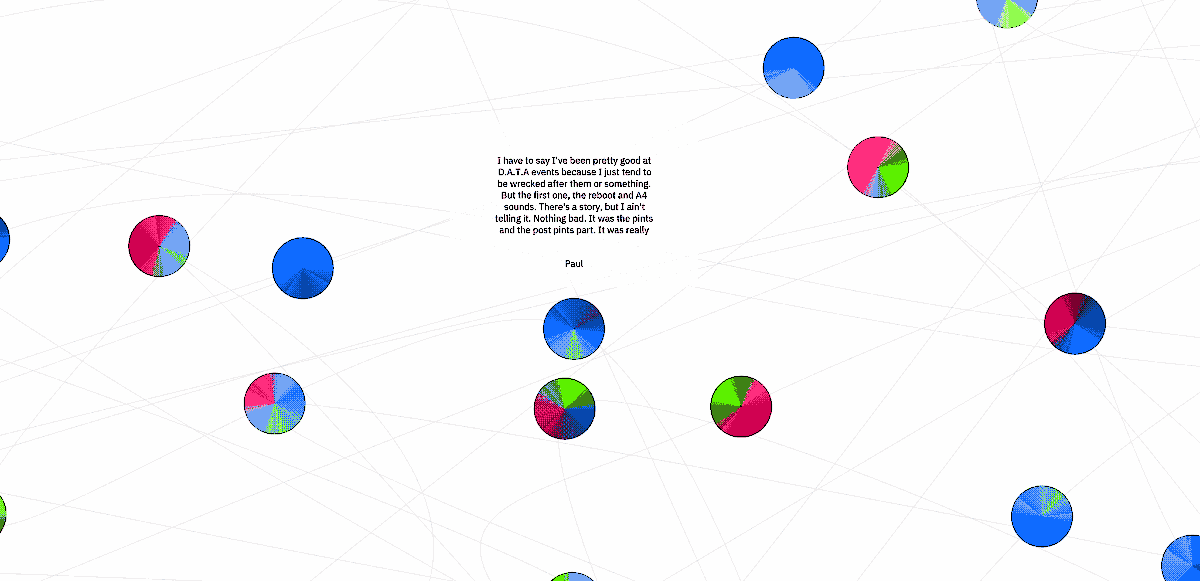 I have to say I've been pretty good at
D.A.T.A events because I just tend to
be wrecked after them or something.
But the first one, the reboot and A4
sounds. There's a story, but I ain't
telling it. Nothing bad. It was the pints
and the post pints part. It was really
Paul